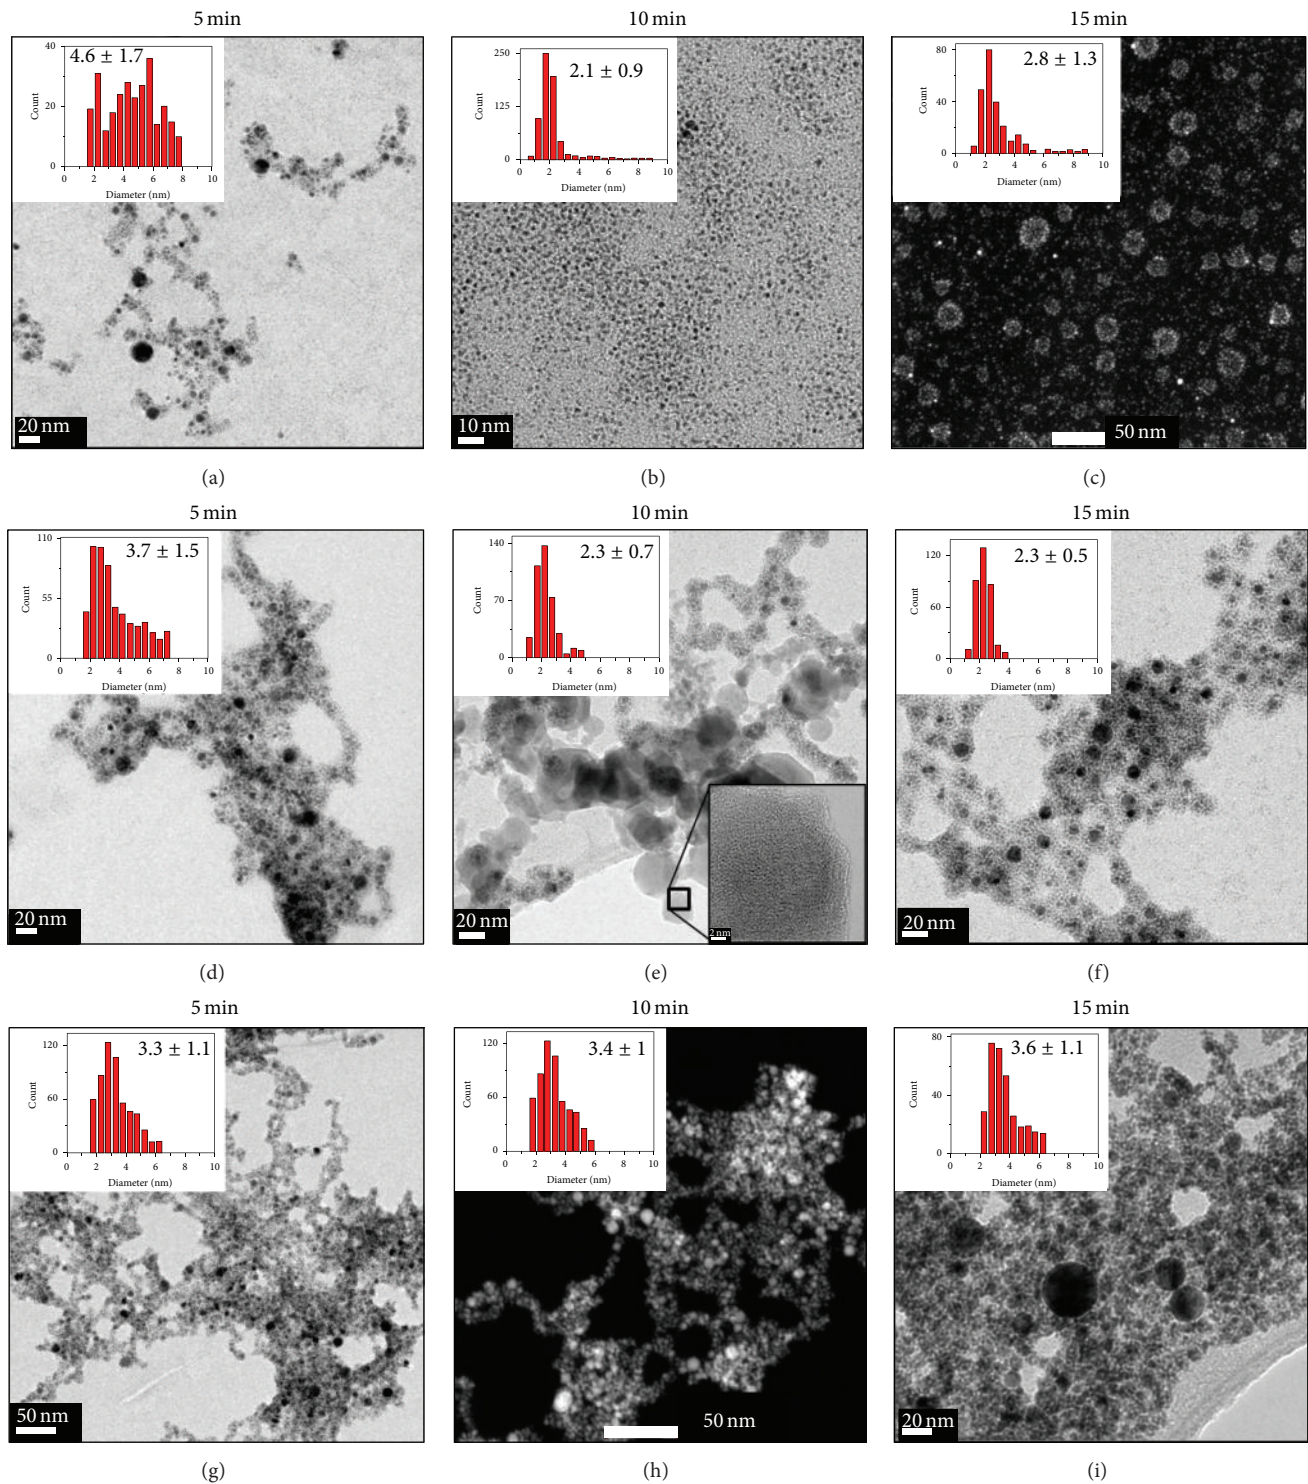 5 min
10 min
15 min
40
4.6 ± 1.7
20
0
Count
0 2 4 6 8 10
Diameter (nm)
20 nm
250
2.1 ± 0.9
125
0
Count
0 2 4 6 8 10
Diameter (nm)
10 nm
80
2.8 ± 1.3
40
0
Count
0 2 4 6 8 10
Diameter (nm)
50 nm
(a)
(b)
(c)
5 min
10 min
15 min
110
3.7 ± 1.5
55
0
Count
0 2 4 6 8 10
Diameter (nm)
20 nm
140
2.3 ± 0.7
70
0
Count
0 2 4 6 8 10
Diameter (nm)
20 nm
2 nm
120
2.3 ± 0.5
60
0
Count
0 2 4 6 8 10
Diameter (nm)
20 nm
(d)
(e)
(f)
5 min
10 min
15 min
120
3.3 ± 1.1
60
0
Count
0 2 4 6 8 10
Diameter (nm)
50 nm
120
3.4 ± 1
60
0
Count
0 2 4 6 8 10
Diameter (nm)
50 nm
80
3.6 ± 1.1
40
0
Count
0 2 4 6 8 10
Diameter (nm)
20 nm
(g)
(h)
(i)